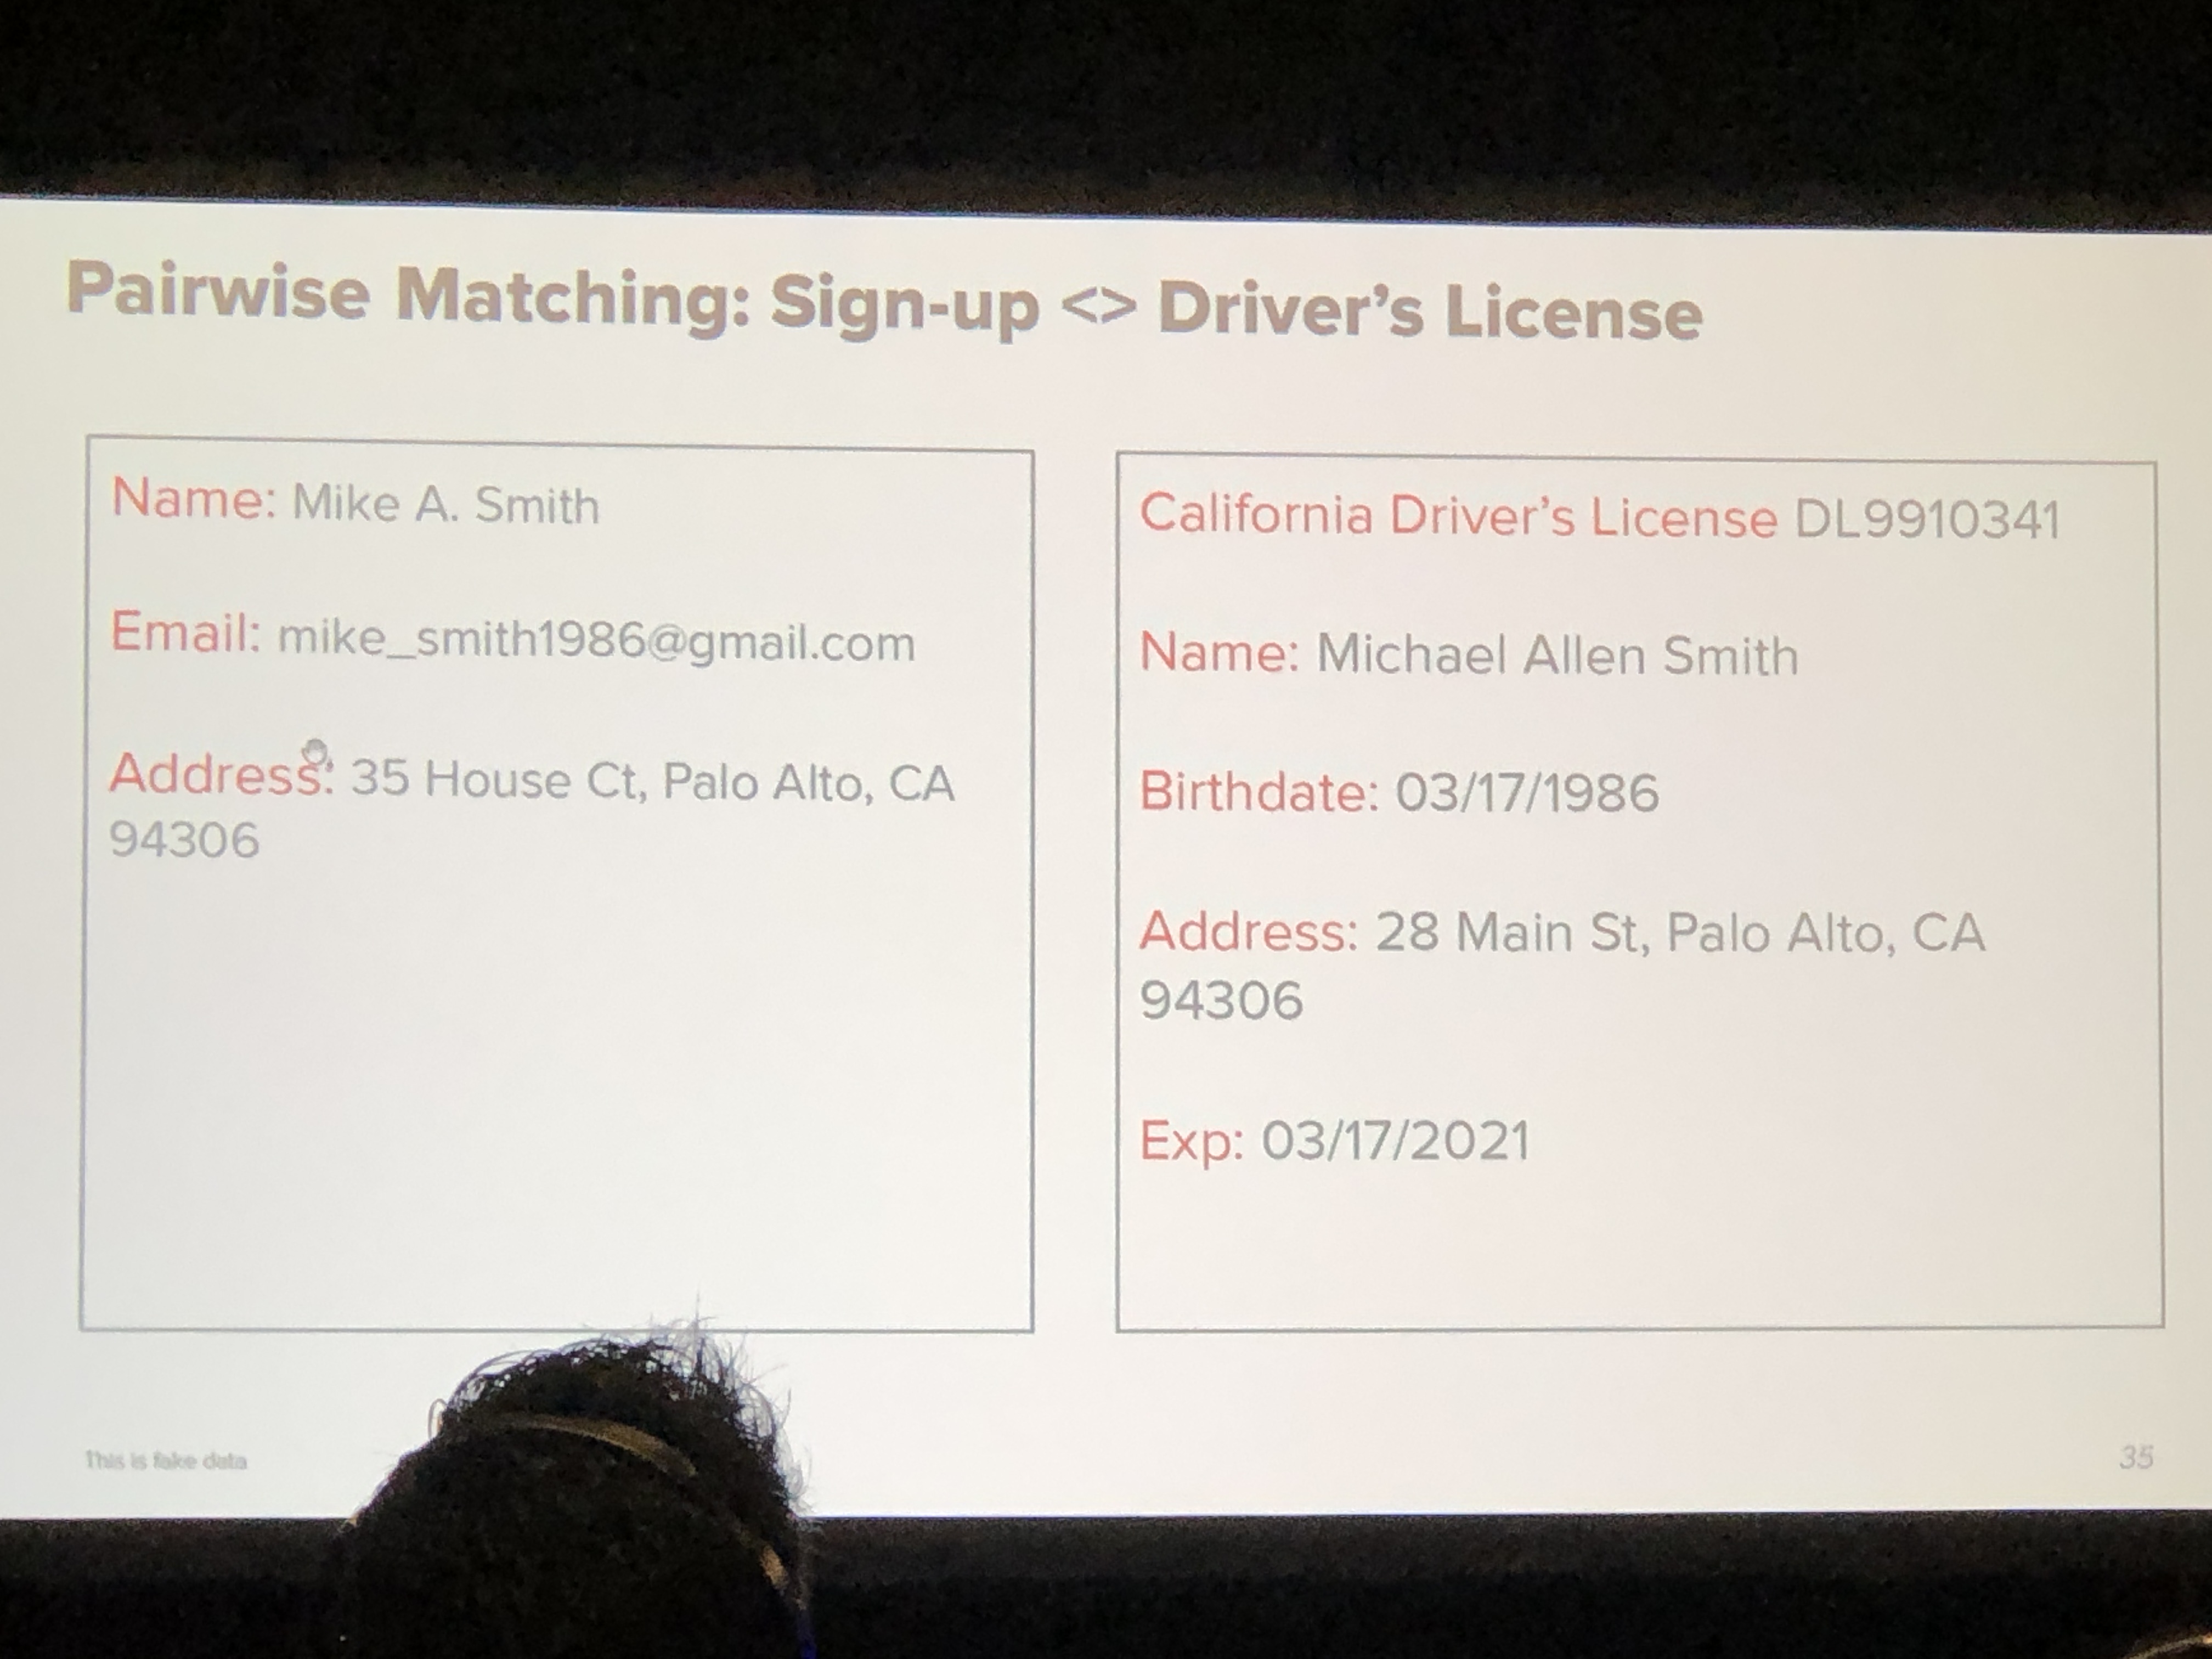 Pairwise Matching: Sign-up <> Driver's License
Name: Mike A. Smith
Email: mike_smith1986@gmail.com
Address: 35 House Ct, Palo Alto, CA
94306
California Driver's License DL9910341
Name: Michael Allen Smith
Birthdate: 03/17/1986
Address: 28 Main St, Palo Alto, CA
94306
Exp: 03/17/2021
This is fake data
35